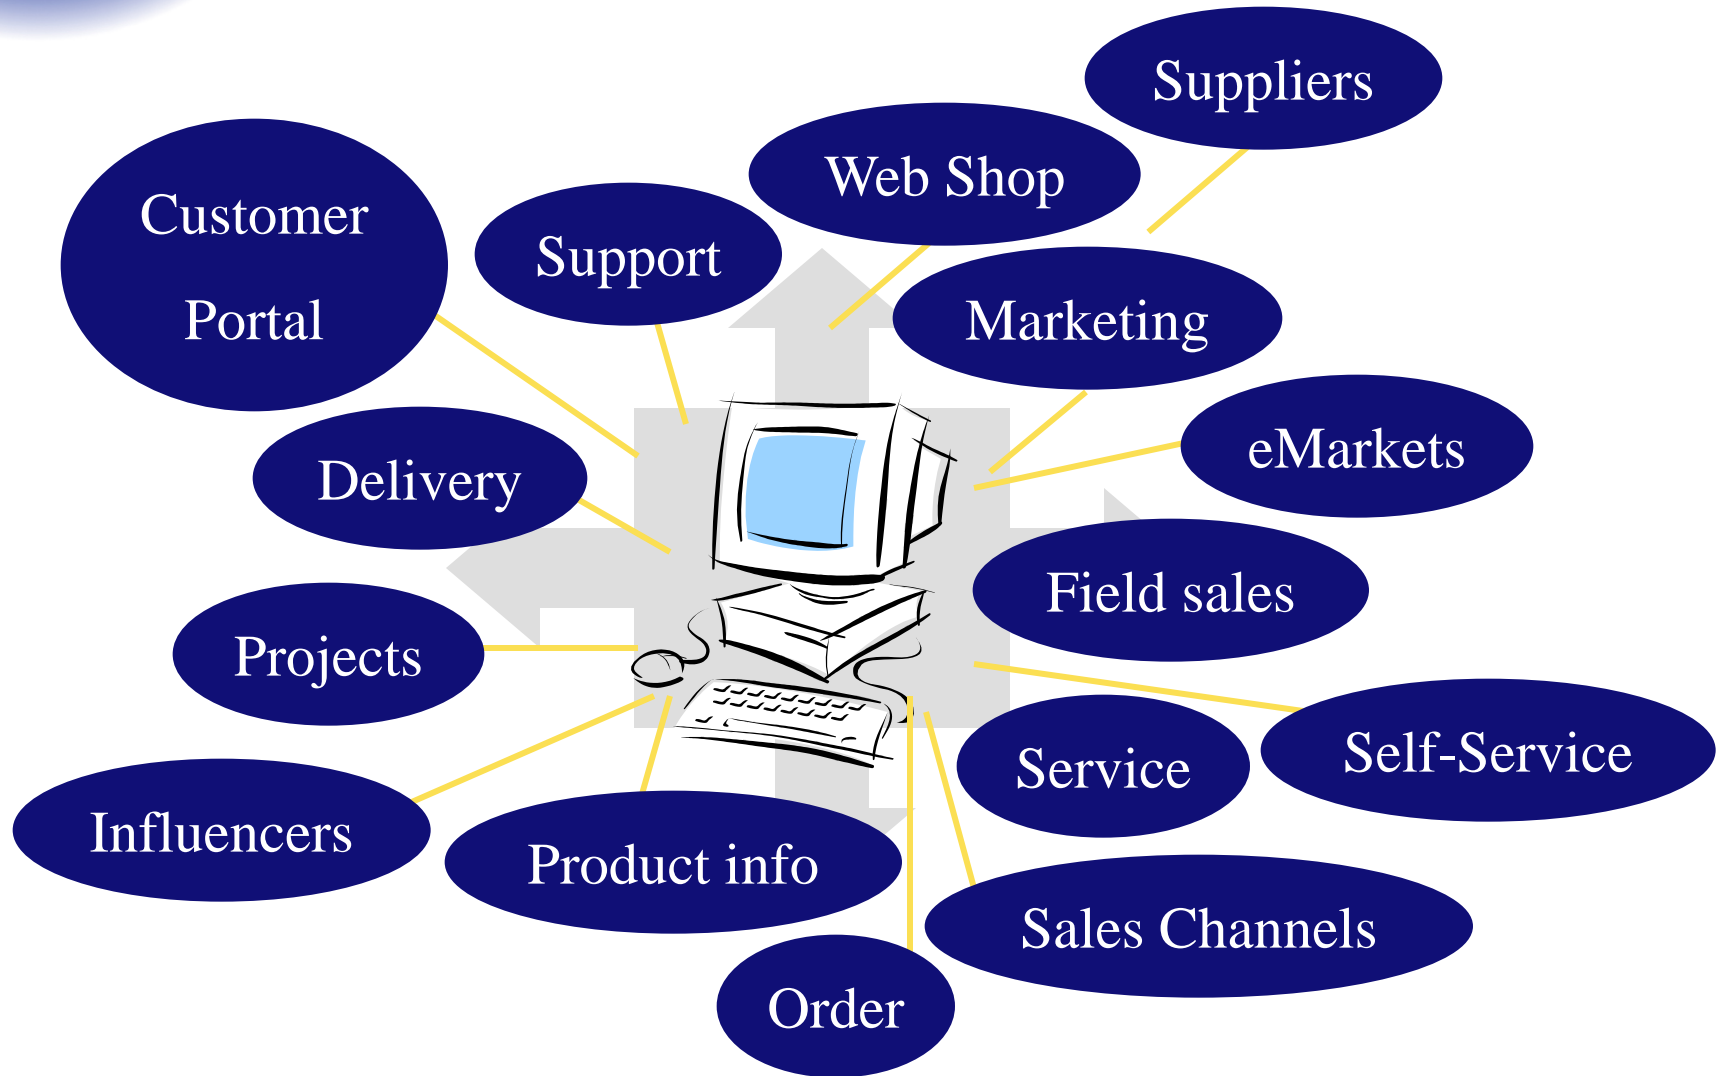 Suppliers
Web Shop
Customer
Portal
Support
Marketing
eMarkets
Delivery
Field sales
Projects
Self-Service
Service
Influencers
Product info
Sales Channels
Order